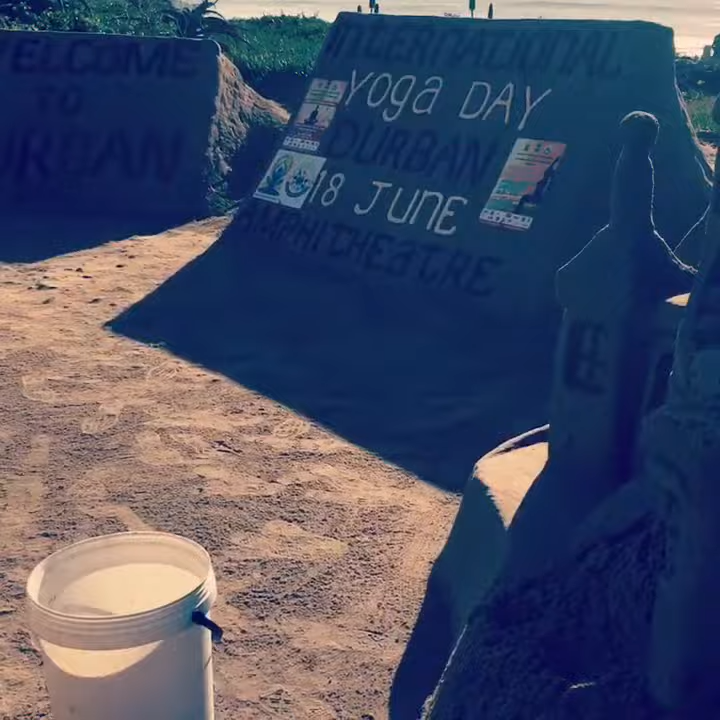 WELCOME
TO
DURBAN
INTERNATIONAL
YOga DAY
DURBAN
18 JUNE
AMPHITHEaTRE